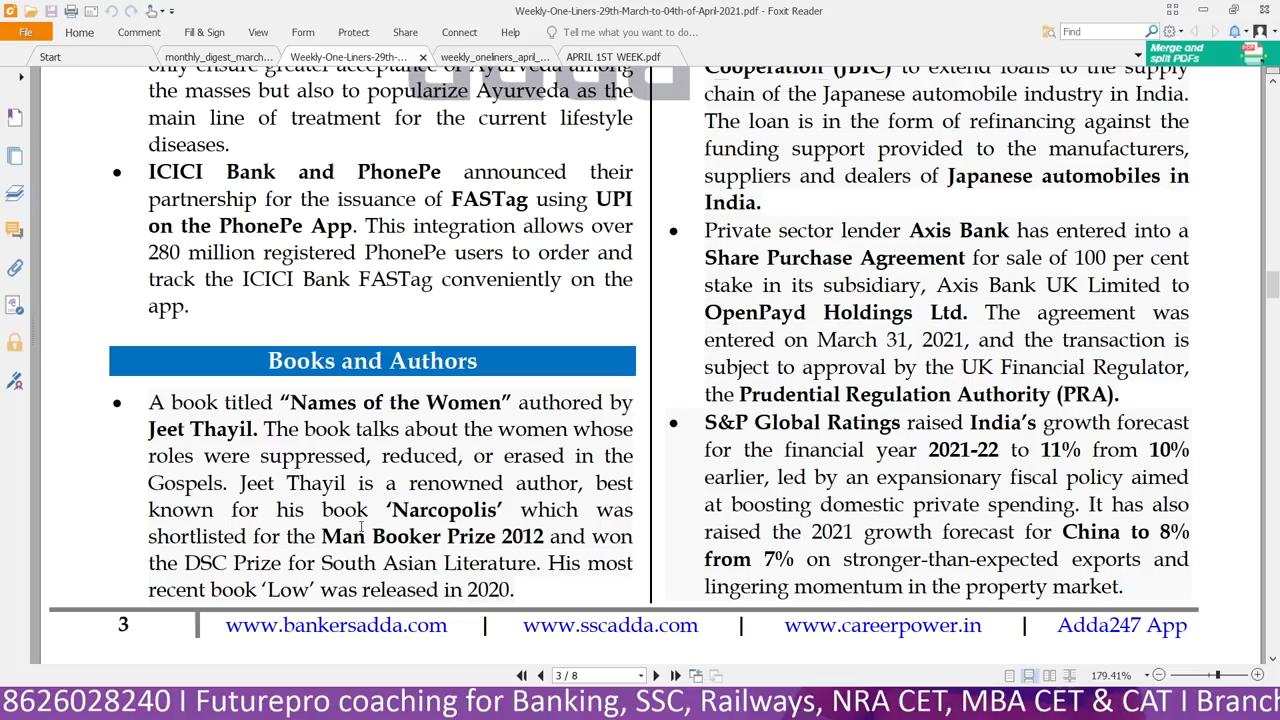 Weekly-One-Liners-29th-March-to-04th-of-April-2021.pdf - Foxit Reader
File Home Comment Fill & Sign View Form Protect Share Connect Help Tell me what you want to do... Find
Start monthly_digest_march... Weekly-One-Liners-29th-... weekly_oneliners_april_... APRIL 1ST WEEK.pdf
Merge and
split PDFs
only ensure greater acceptance of Ayurveda among
the masses but also to popularize Ayurveda as the
main line of treatment for the current lifestyle
diseases.
• ICICI Bank and PhonePe announced their
partnership for the issuance of FASTag using UPI
on the PhonePe App. This integration allows over
280 million registered PhonePe users to order and
track the ICICI Bank FASTag conveniently on the
app.
Books and Authors
• A book titled “Names of the Women” authored by
Jeet Thayil. The book talks about the women whose
roles were suppressed, reduced, or erased in the
Gospels. Jeet Thayil is a renowned author, best
known for his book ‘Narcopolis’ which was
shortlisted for the Man Booker Prize 2012 and won
the DSC Prize for South Asian Literature. His most
recent book ‘Low’ was released in 2020.
Cooperation (JBIC) to extend loans to the supply
chain of the Japanese automobile industry in India.
The loan is in the form of refinancing against the
funding support provided to the manufacturers,
suppliers and dealers of Japanese automobiles in
India.
• Private sector lender Axis Bank has entered into a
Share Purchase Agreement for sale of 100 per cent
stake in its subsidiary, Axis Bank UK Limited to
OpenPayd Holdings Ltd. The agreement was
entered on March 31, 2021, and the transaction is
subject to approval by the UK Financial Regulator,
the Prudential Regulation Authority (PRA).
• S&P Global Ratings raised India’s growth forecast
for the financial year 2021-22 to 11% from 10%
earlier, led by an expansionary fiscal policy aimed
at boosting domestic private spending. It has also
raised the 2021 growth forecast for China to 8%
from 7% on stronger-than-expected exports and
lingering momentum in the property market.
3 | www.bankersadda.com | www.sscadda.com | www.careerpower.in | Adda247 App
3 / 8 179.41%
8626028240 I Futurepro coaching for Banking, SSC, Railways, NRA CET, MBA CET & CAT I Branch